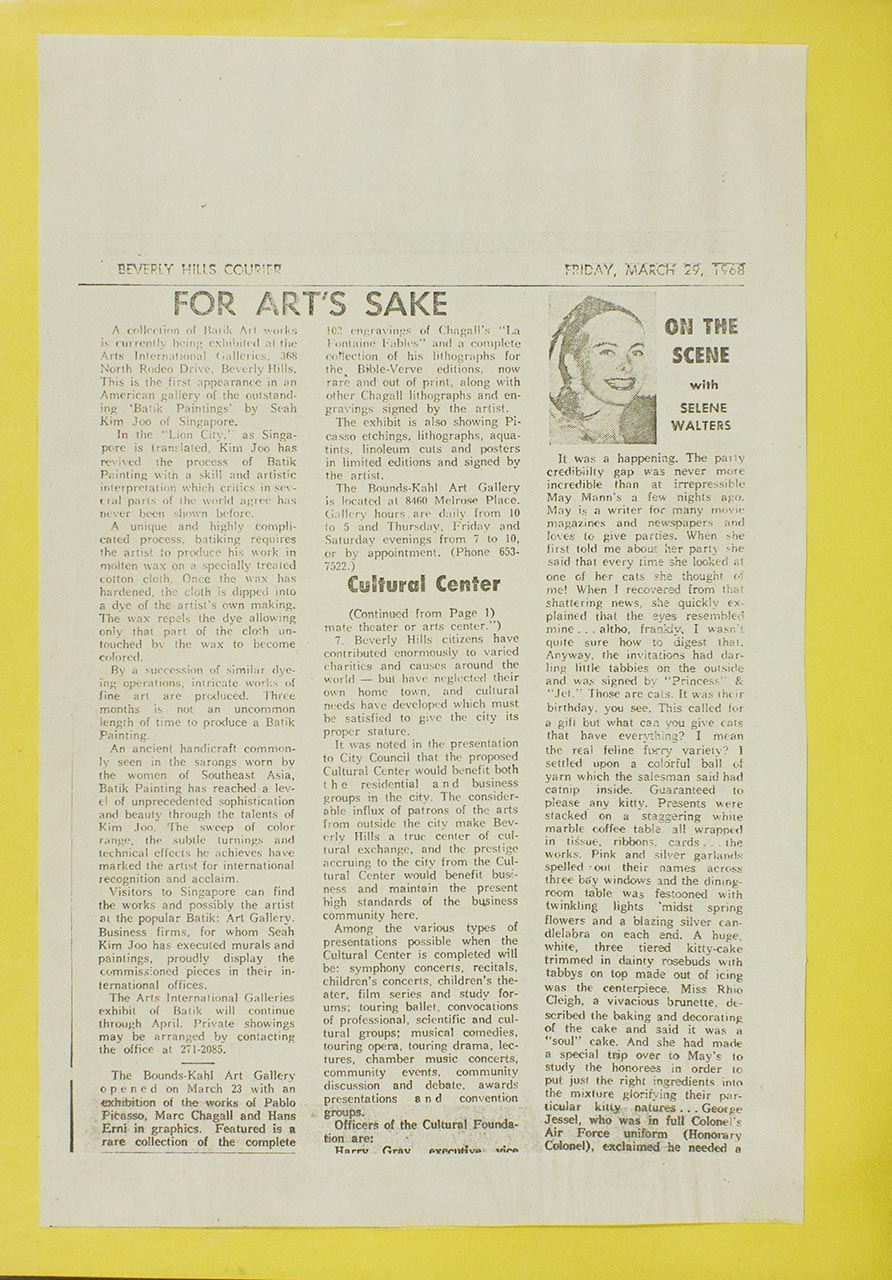 BEVERLY HILLS COURIER
FRIDAY, MARCH 29, 1968
FOR ART'S SAKE
A collection of Batik Art works
is currently being exhibited at the
Arts International Galleries, 368
North Rodeo Drive, Beverly Hills.
This is the first appearance in an
American gallery of the outstand-
ing 'Batik Paintings' by Seah
Kim Joo of Singapore.
In the "Lion City," as Singa-
pore is translated, Kim Joo has
revived the process of Batik
Painting with a skill and artistic
interpretation which critics in sev-
eral parts of the world agree has
never been shown before.
A unique and highly compli-
cated process, batiking requires
the artist to produce his work in
molten wax on a specially treated
cotton cloth. Once the wax has
hardened, the cloth is dipped into
a dye of the artist's own making.
The wax repels the dye allowing
only that part of the cloth un-
touched by the wax to become
colored.
By a succession of similar dye-
ing operations, intricate works of
fine art are produced. Three
months is not an uncommon
length of time to produce a Batik
Painting.
An ancient handicraft common-
ly seen in the sarongs worn by
the women of Southeast Asia,
Batik Painting has reached a lev-
el of unprecedented sophistication
and beauty through the talents of
Kim Joo. The sweep of color
range, the subtle turnings and
technical effects he achieves have
marked the artist for international
recognition and acclaim.
Visitors to Singapore can find
the works and possibly the artist
at the popular Batik: Art Gallery.
Business firms, for whom Seah
Kim Joo has executed murals and
paintings, proudly display the
commissioned pieces in their in-
ternational offices.
The Arts International Galleries
exhibit of Batik will continue
through April. Private showings
may be arranged by contacting
the office at 271-2085.
The Bounds-Kahl Art Gallery
opened on March 23 with an
exhibition of the works of Pablo
Picasso, Marc Chagall and Hans
Erni in graphics. Featured is a
rare collection of the complete
102 engravings of Chagall's "La
Fontaine Fables" and a complete
collection of his lithographs for
the Bible-Verve editions, now
rare and out of print, along with
other Chagall lithographs and en-
gravings signed by the artist.
The exhibit is also showing Pi-
casso etchings, lithographs, aqua-
tints, linoleum cuts and posters
in limited editions and signed by
the artist.
The Bounds-Kahl Art Gallery
is located at 8460 Melrose Place.
Gallery hours are daily from 10
to 5 and Thursday, Friday and
Saturday evenings from 7 to 10,
or by appointment. (Phone 653-
7522.)
Cultural Center
(Continued from Page 1)
mate theater or arts center.")
7. Beverly Hills citizens have
contributed enormously to varied
charities and causes around the
world — but have neglected their
own home town, and cultural
needs have developed which must
be satisfied to give the city its
proper stature.
It was noted in the presentation
to City Council that the proposed
Cultural Center would benefit both
the residential and business
groups in the city. The consider-
able influx of patrons of the arts
from outside the city make Bev-
erly Hills a true center of cul-
tural exchange, and the prestige
accruing to the city from the Cul-
tural Center would benefit busi-
ness and maintain the present
high standards of the business
community here.
Among the various types of
presentations possible when the
Cultural Center is completed will
be: symphony concerts, recitals,
children's concerts, children's the-
ater, film series and study for-
ums; touring ballet, convocations
of professional, scientific and cul-
tural groups; musical comedies,
touring opera, touring drama, lec-
tures, chamber music concerts,
community events, community
discussion and debate, awards
presentations and convention
groups.
Officers of the Cultural Founda-
tion are:
Harry Gray executive vice
ON THE
SCENE
with
SELENE
WALTERS
It was a happening. The party
credibiilty gap was never more
incredible than at irrepressible
May Mann's a few nights ago.
May is a writer for many movie
magazines and newspapers and
loves to give parties. When she
first told me about her party she
said that every time she looked at
one of her cats she thought of
me! When I recovered from that
shattering news, she quickly ex-
plained that the eyes resembled
mine . . . altho, frankly, I wasn't
quite sure how to digest that.
Anyway, the invitations had dar-
ling little tabbies on the outside
and was signed by "Princess" &
"Jet." Those are cats. It was their
birthday, you see. This called for
a gift but what can you give cats
that have everything? I mean
the real feline furry variety? I
settled upon a colorful ball of
yarn which the salesman said had
catnip inside. Guaranteed to
please any kitty. Presents were
stacked on a staggering white
marble coffee table all wrapped
in tissue, ribbons, cards . . . the
works. Pink and silver garlands
spelled out their names across
three bay windows and the dining-
room table was festooned with
twinkling lights 'midst spring
flowers and a blazing silver can-
dlelabra on each end. A huge,
white, three tiered kitty-cake
trimmed in dainty rosebuds with
tabbys on top made out of icing
was the centerpiece. Miss Rhio
Cleigh, a vivacious brunette, de-
scribed the baking and decorating
of the cake and said it was a
"soul" cake. And she had made
a special trip over to May's to
study the honorees in order to
put just the right ingredients into
the mixture glorifying their par-
ticular kitty natures . . . George
Jessel, who was in full Colonel's
Air Force uniform (Honorary
Colonel), exclaimed he needed a